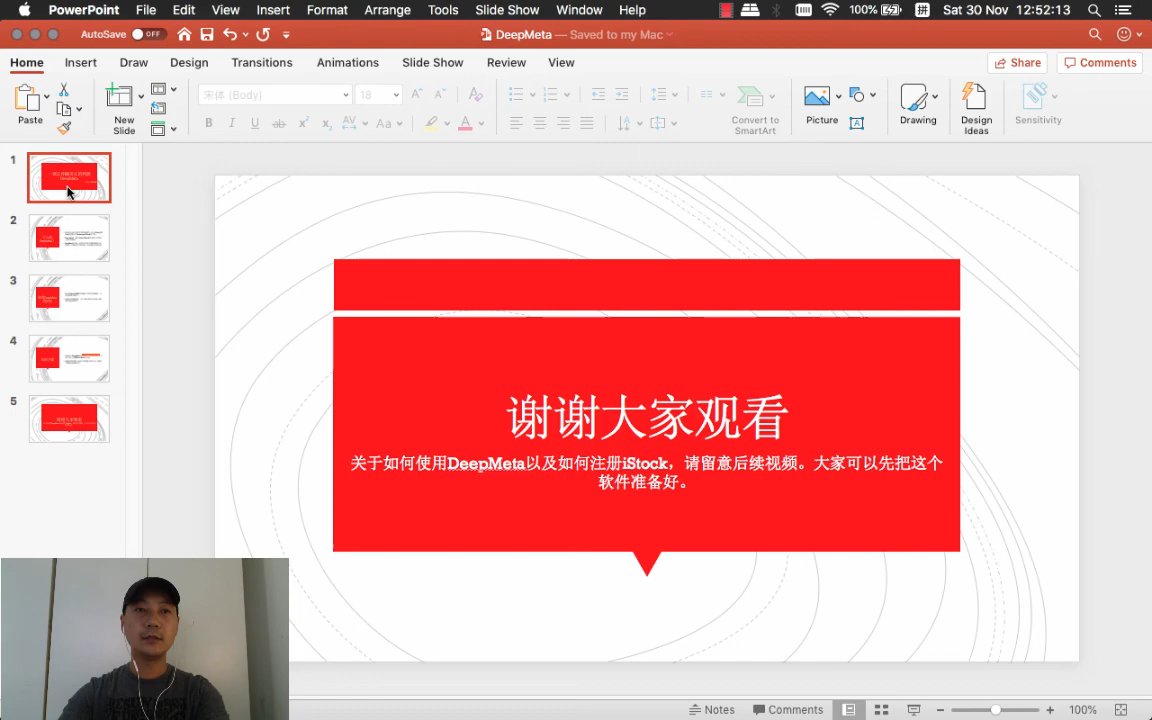 PowerPoint File Edit View Insert Format Arrange Tools Slide Show Window Help 100% 拼 Sat 30 Nov 12:52:13
AutoSave OFF DeepMeta — Saved to my Mac
Home Insert Draw Design Transitions Animations Slide Show Review View Share Comments
宋体 (Body) 18
Paste New Slide Convert to SmartArt Picture Drawing Design Ideas Sensitivity
1
2
3
4
5
谢谢大家观看
关于如何使用DeepMeta以及如何注册iStock，请留意后续视频。大家可以先把这个
软件准备好。
Notes Comments 100%